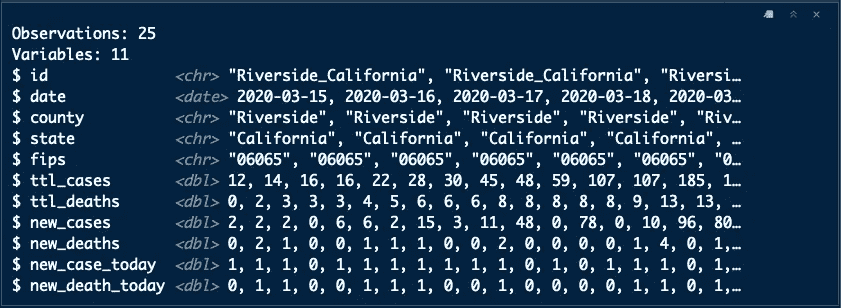 Observations: 25
Variables: 11
$ id <chr> "Riverside_California", "Riverside_California", "Riversi…
$ date <date> 2020-03-15, 2020-03-16, 2020-03-17, 2020-03-18, 2020-03…
$ county <chr> "Riverside", "Riverside", "Riverside", "Riverside", "Riv…
$ state <chr> "California", "California", "California", "California", …
$ fips <chr> "06065", "06065", "06065", "06065", "06065", "06065", "0…
$ ttl_cases <dbl> 12, 14, 16, 16, 22, 28, 30, 45, 48, 59, 107, 107, 185, 1…
$ ttl_deaths <dbl> 0, 2, 3, 3, 3, 4, 5, 6, 6, 6, 8, 8, 8, 8, 8, 9, 13, 13, …
$ new_cases <dbl> 2, 2, 2, 0, 6, 6, 2, 15, 3, 11, 48, 0, 78, 0, 10, 96, 80…
$ new_deaths <dbl> 0, 2, 1, 0, 0, 1, 1, 1, 0, 0, 2, 0, 0, 0, 0, 1, 4, 0, 1,…
$ new_case_today <dbl> 1, 1, 1, 0, 1, 1, 1, 1, 1, 1, 1, 0, 1, 0, 1, 1, 1, 0, 1,…
$ new_death_today <dbl> 0, 1, 1, 0, 0, 1, 1, 1, 0, 0, 1, 0, 0, 0, 0, 1, 1, 0, 1,…